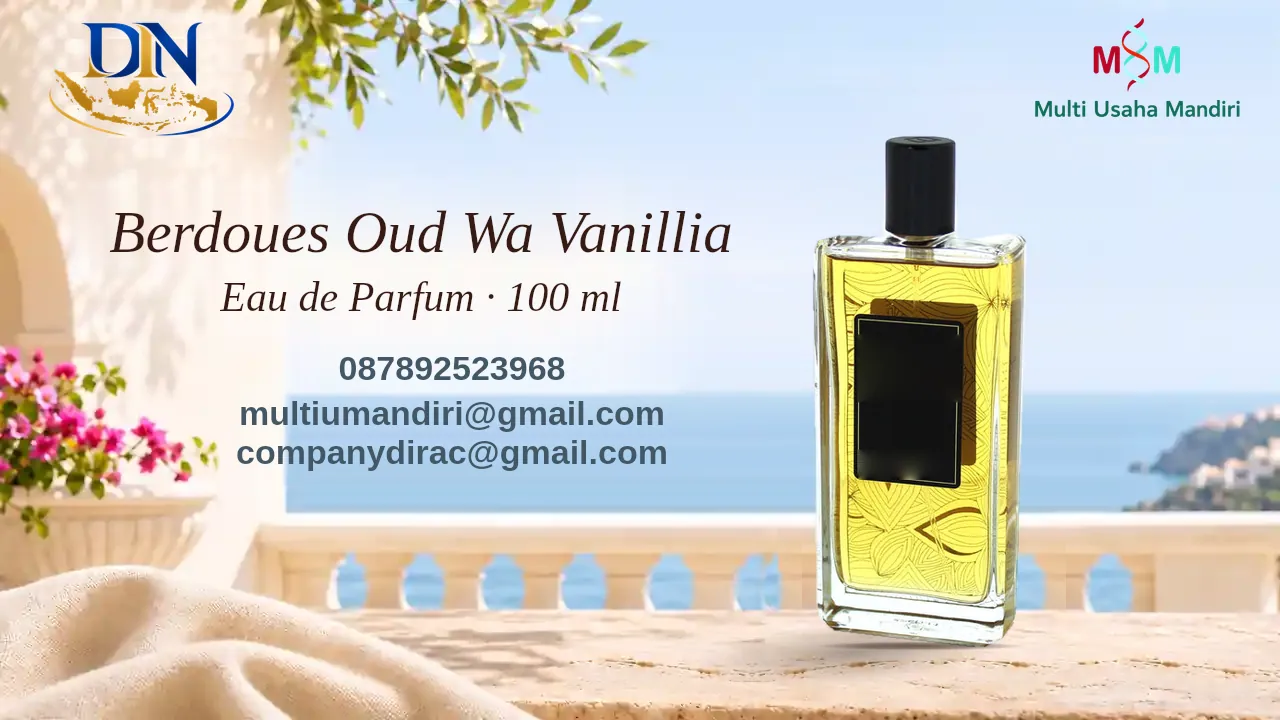 DIN
MSM
Multi Usaha Mandiri
Berdoues Oud Wa Vanillia
Eau de Parfum · 100 ml
087892523968
multiumandiri@gmail.com
companydirac@gmail.com